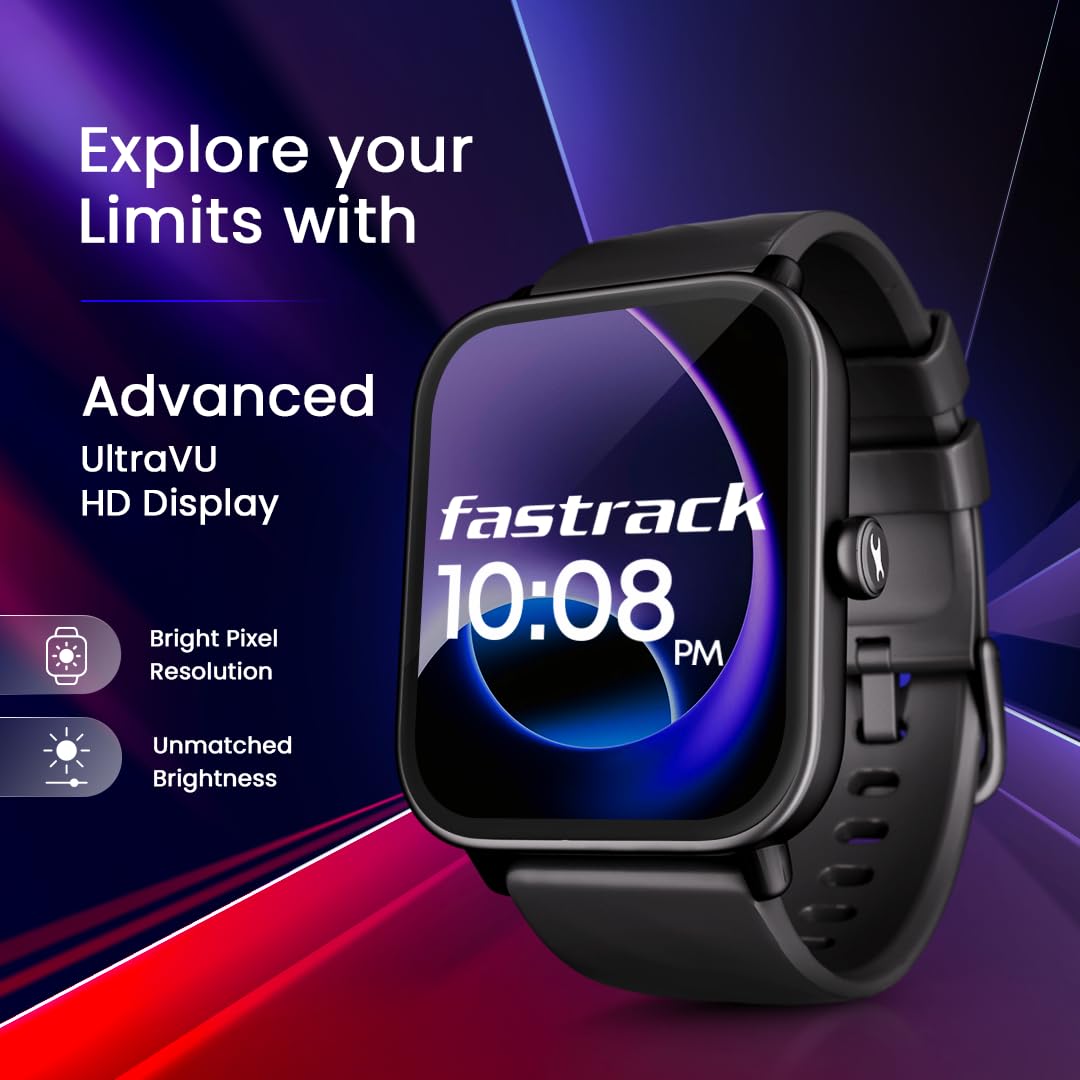 Explore your
Limits with
Advanced
UltraVU
HD Display
Bright Pixel
Resolution
Unmatched
Brightness
fastrack
10:08
PM